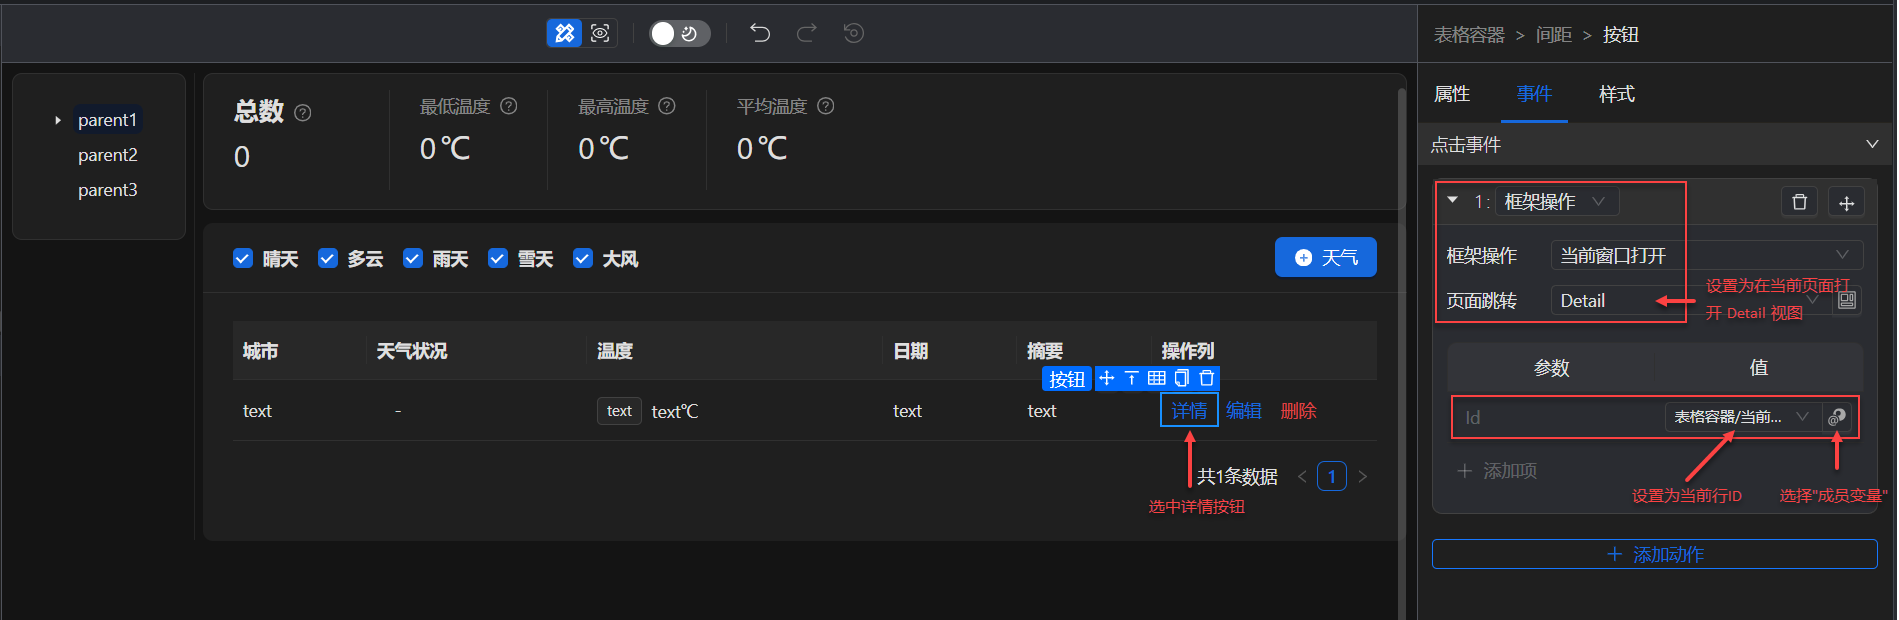 表格容器 > 间距 > 按钮
属性 事件 样式
点击事件
parent1
parent2
parent3
总数
0
最低温度
0℃
最高温度
0℃
平均温度
0℃
晴天 多云 雨天 雪天 大风
天气
城市 天气状况 温度 日期 摘要 操作列
按钮
text - text text℃ text text 详情 编辑 删除
共1条数据 < 1 >
选中详情按钮
1: 框架操作
框架操作 当前窗口打开
页面跳转 Detail
设置为在当前页面打
开 Detail 视图
参数 值
Id 表格容器/当前...
+ 添加项
设置为当前行ID
选择"成员变量"
+ 添加动作